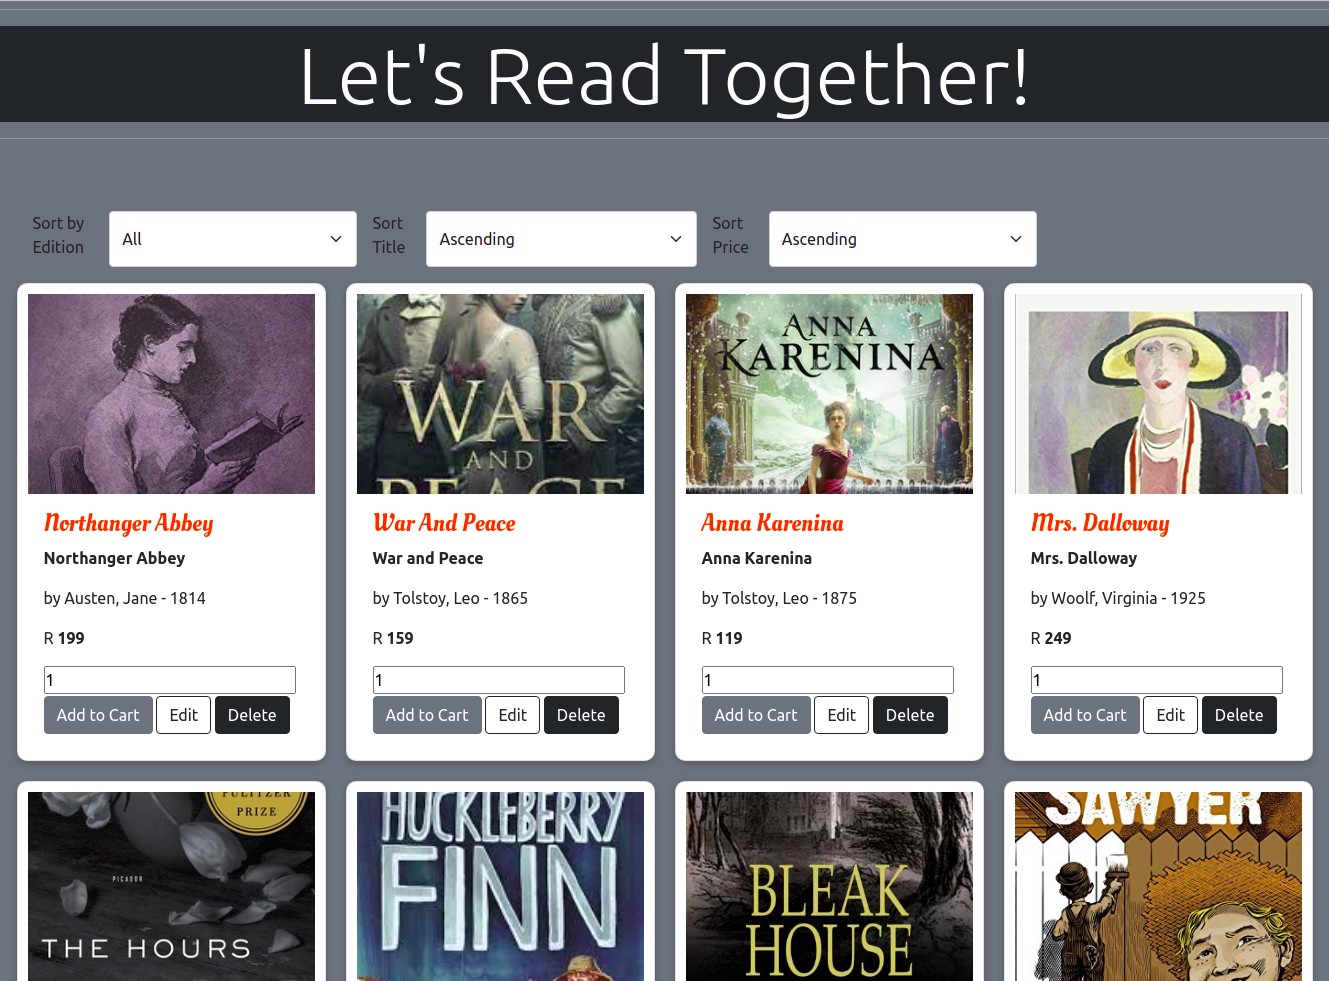 Let's Read Together!
Sort by
Edition
All
Sort
Title
Ascending
Sort
Price
Ascending
WAR
AND
PEACE
ANNA
KARENINA
Northanger Abbey
Northanger Abbey
by Austen, Jane - 1814
R 199
1
Add to Cart Edit Delete
War And Peace
War and Peace
by Tolstoy, Leo - 1865
R 159
1
Add to Cart Edit Delete
Anna Karenina
Anna Karenina
by Tolstoy, Leo - 1875
R 119
1
Add to Cart Edit Delete
Mrs. Dalloway
Mrs. Dalloway
by Woolf, Virginia - 1925
R 249
1
Add to Cart Edit Delete
PULITZER
PRIZE
PICADOR
THE HOURS
HUCKLEBERRY
FINN
BLEAK
HOUSE
SAWYER